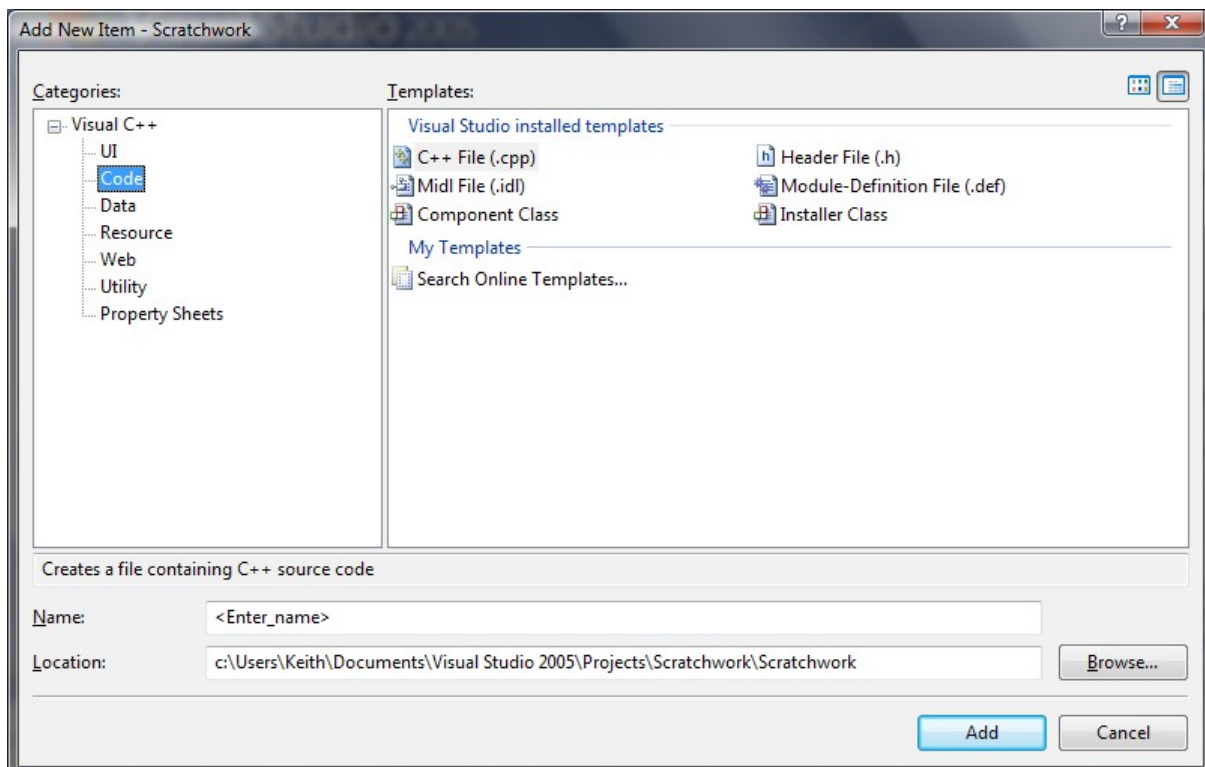 Add New Item - Scratchwork
Categories:
Templates:
Visual C++
UI
Code
Data
Resource
Web
Utility
Property Sheets
Visual Studio installed templates
C++ File (.cpp)
Header File (.h)
Midl File (.idl)
Module-Definition File (.def)
Component Class
Installer Class
My Templates
Search Online Templates...
Creates a file containing C++ source code
Name:
<Enter_name>
Location:
c:\Users\Keith\Documents\Visual Studio 2005\Projects\Scratchwork\Scratchwork
Browse...
Add
Cancel